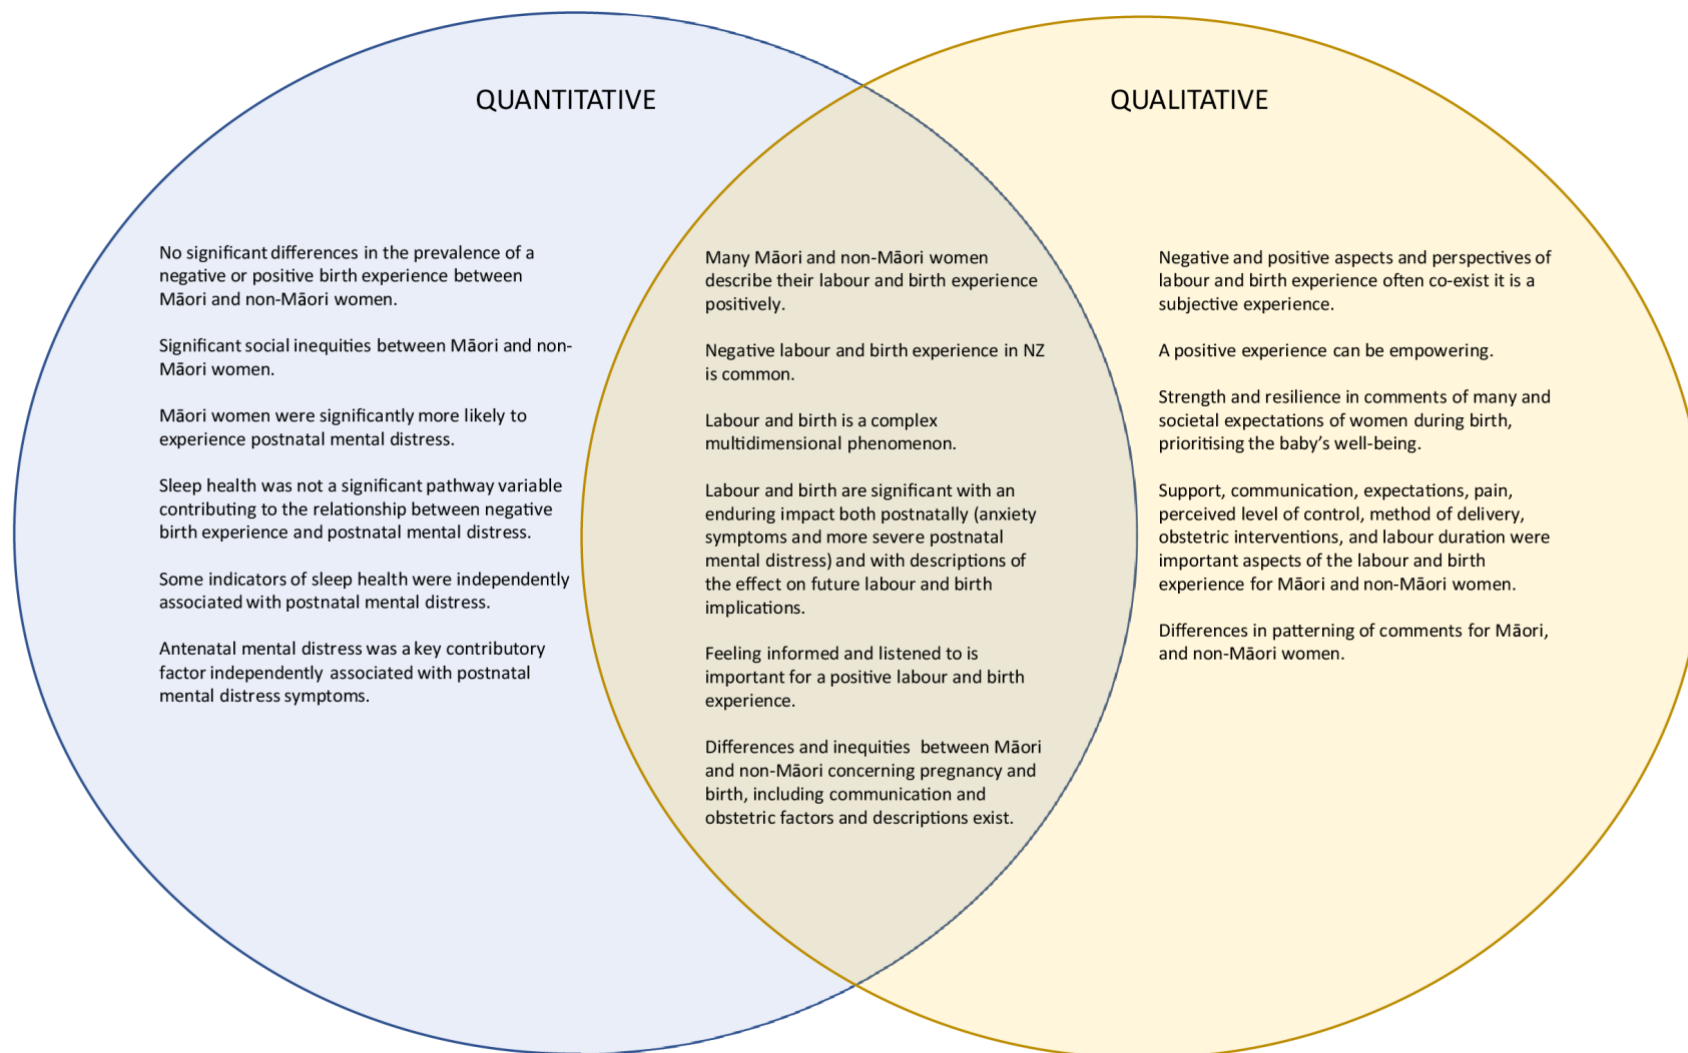 QUANTITATIVE
No significant differences in the prevalence of a
negative or positive birth experience between
Māori and non-Māori women.
Significant social inequities between Māori and non-
Māori women.
Māori women were significantly more likely to
experience postnatal mental distress.
Sleep health was not a significant pathway variable
contributing to the relationship between negative
birth experience and postnatal mental distress.
Some indicators of sleep health were independently
associated with postnatal mental distress.
Antenatal mental distress was a key contributory
factor independently associated with postnatal
mental distress symptoms.
Many Māori and non-Māori women
describe their labour and birth experience
positively.
Negative labour and birth experience in NZ
is common.
Labour and birth is a complex
multidimensional phenomenon.
Labour and birth are significant with an
enduring impact both postnatally (anxiety
symptoms and more severe postnatal
mental distress) and with descriptions of
the effect on future labour and birth
implications.
Feeling informed and listened to is
important for a positive labour and birth
experience.
Differences and inequities between Māori
and non-Māori concerning pregnancy and
birth, including communication and
obstetric factors and descriptions exist.
QUALITATIVE
Negative and positive aspects and perspectives of
labour and birth experience often co-exist it is a
subjective experience.
A positive experience can be empowering.
Strength and resilience in comments of many and
societal expectations of women during birth,
prioritising the baby's well-being.
Support, communication, expectations, pain,
perceived level of control, method of delivery,
obstetric interventions, and labour duration were
important aspects of the labour and birth
experience for Māori and non-Māori women.
Differences in patterning of comments for Māori,
and non-Māori women.